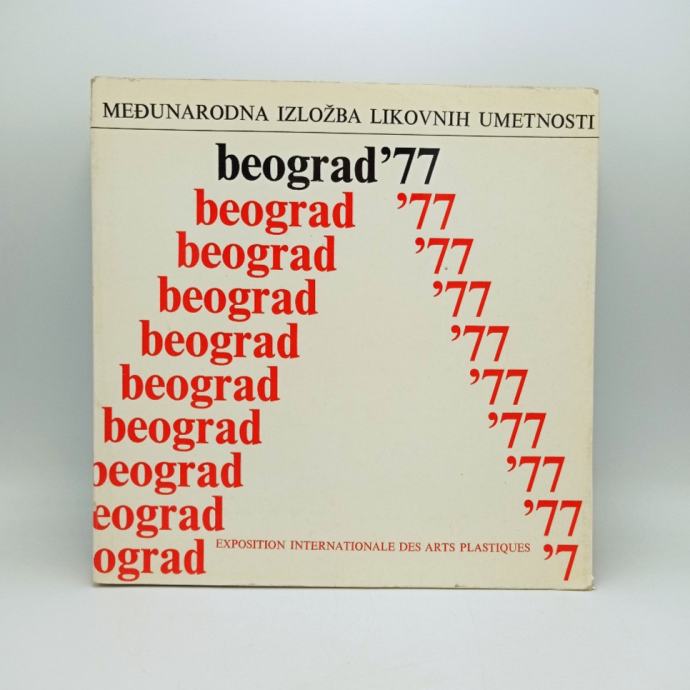 MEĐUNARODNA IZLOŽBA LIKOVNIH UMETNOSTI
beograd’77
beograd ’77
beograd ’77
beograd ’77
beograd ’77
beograd ’77
beograd ’77
beograd ’77
eograd ’77
ograd EXPOSITION INTERNATIONALE DES ARTS PLASTIQUES ’7